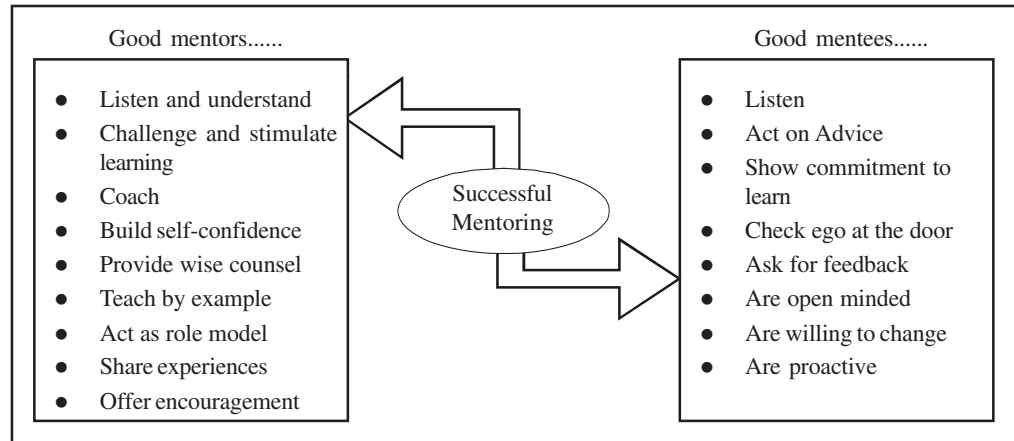 Good mentors......
● Listen and understand
● Challenge and stimulate
learning
● Coach
● Build self-confidence
● Provide wise counsel
● Teach by example
● Act as role model
● Share experiences
● Offer encouragement
Successful
Mentoring
Good mentees......
● Listen
● Act on Advice
● Show commitment to
learn
● Check ego at the door
● Ask for feedback
● Are open minded
● Are willing to change
● Are proactive